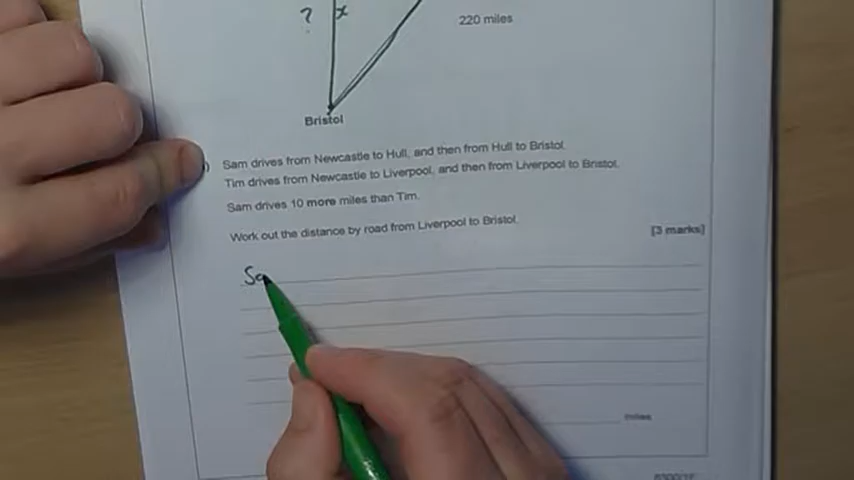 ? x
220 miles
Bristol
Sam drives from Newcastle to Hull, and then from Hull to Bristol.
Tim drives from Newcastle to Liverpool, and then from Liverpool to Bristol.
Sam drives 10 more miles than Tim.
Work out the distance by road from Liverpool to Bristol.
[3 marks]
Sa
miles